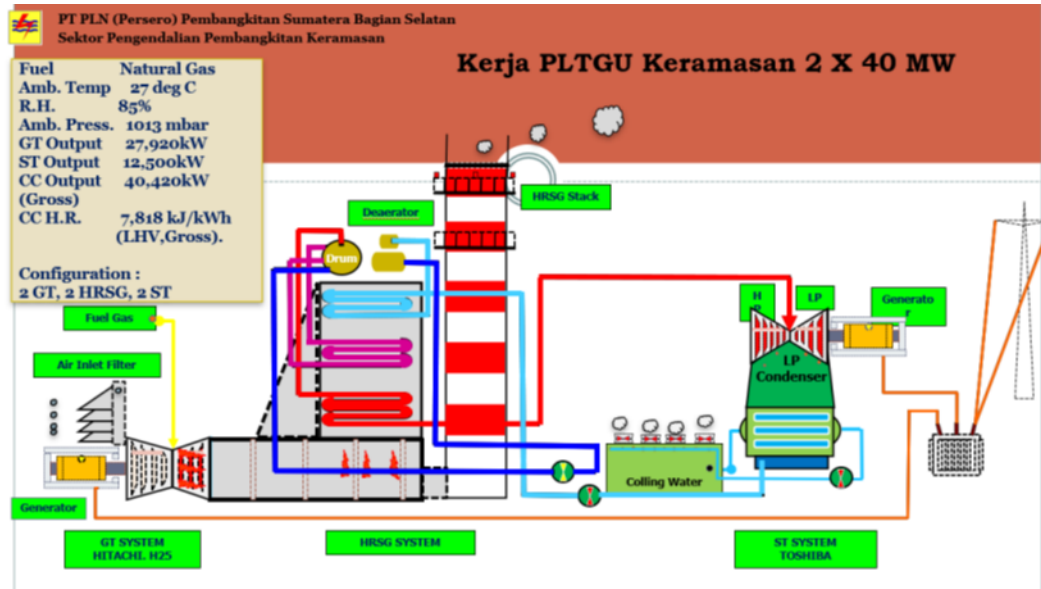 PT PLN (Persero) Pembangkitan Sumatera Bagian Selatan
Sektor Pengendalian Pembangkitan Keramasan
Kerja PLTGU Keramasan 2 X 40 MW
Fuel Natural Gas
Amb. Temp 27 deg C
R.H. 85%
Amb. Press. 1013 mbar
GT Output 27,920kW
ST Output 12,500kW
CC Output 40,420kW
(Gross)
CC H.R. 7,818 kJ/kWh
(LHV,Gross).
Configuration :
2 GT, 2 HRSG, 2 ST
HRSG Stack
Deaerator
Drum
Fuel Gas
Air Inlet Filter
Generator
GT SYSTEM
HITACHI. H25
HRSG SYSTEM
H
P
LP
Generato
r
LP
Condenser
Colling Water
ST SYSTEM
TOSHIBA